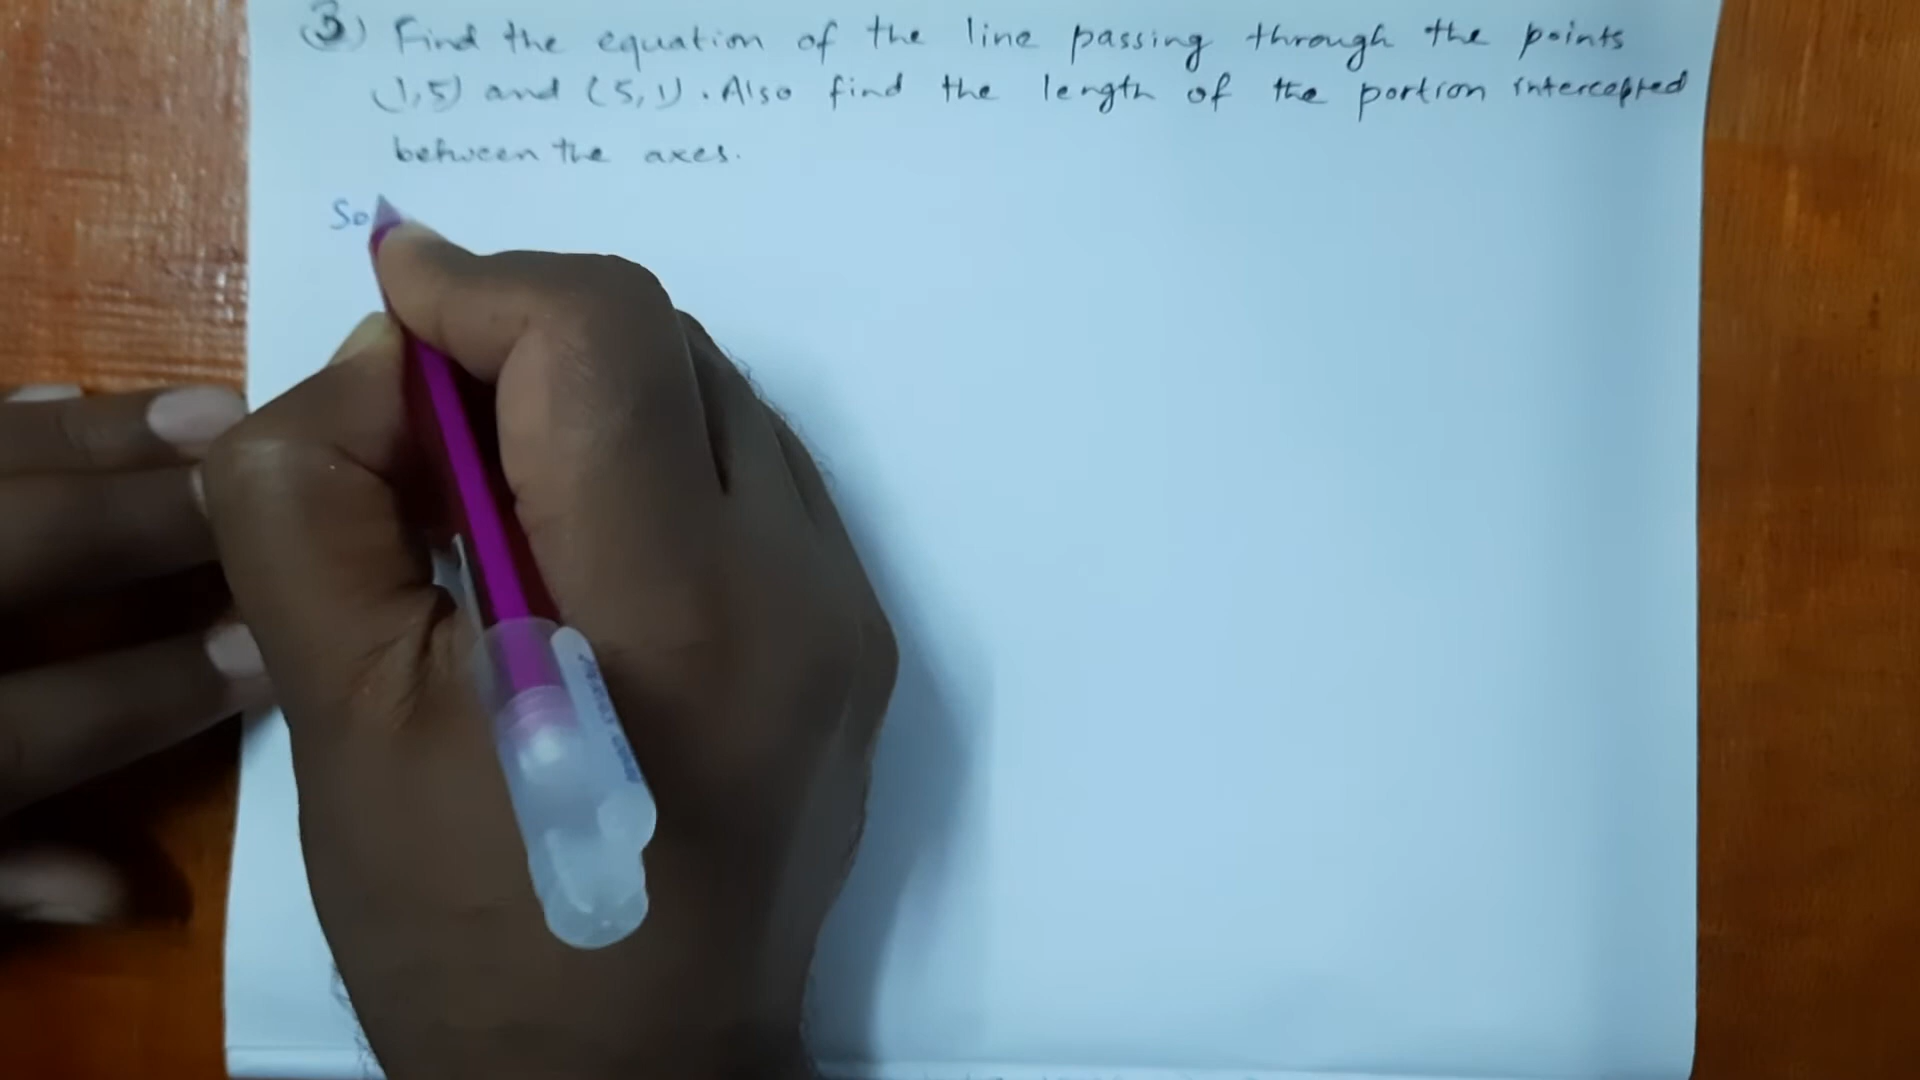 3) Find the equation of the line passing through the points
(1,5) and (5,1). Also find the length of the portion intercepted
between the axes.
So